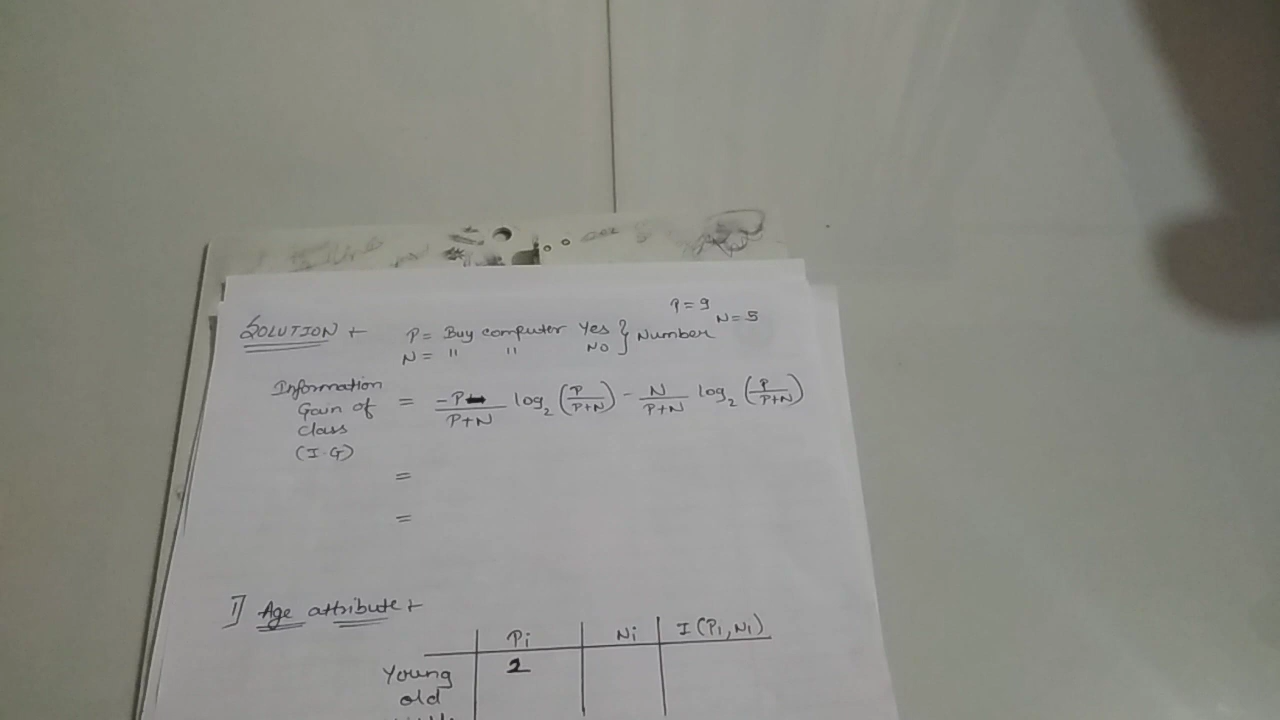 P=9
SOLUTION P= Buy computer Yes } Number N=5
N= " " No
Information Gain of class (I.G) = -P/P+N log2 (P/P+N) - N/P+N log2 (P/P+N)
=
=
1] Age attribute
Pi Ni I(Pi,Ni)
Young 2
old